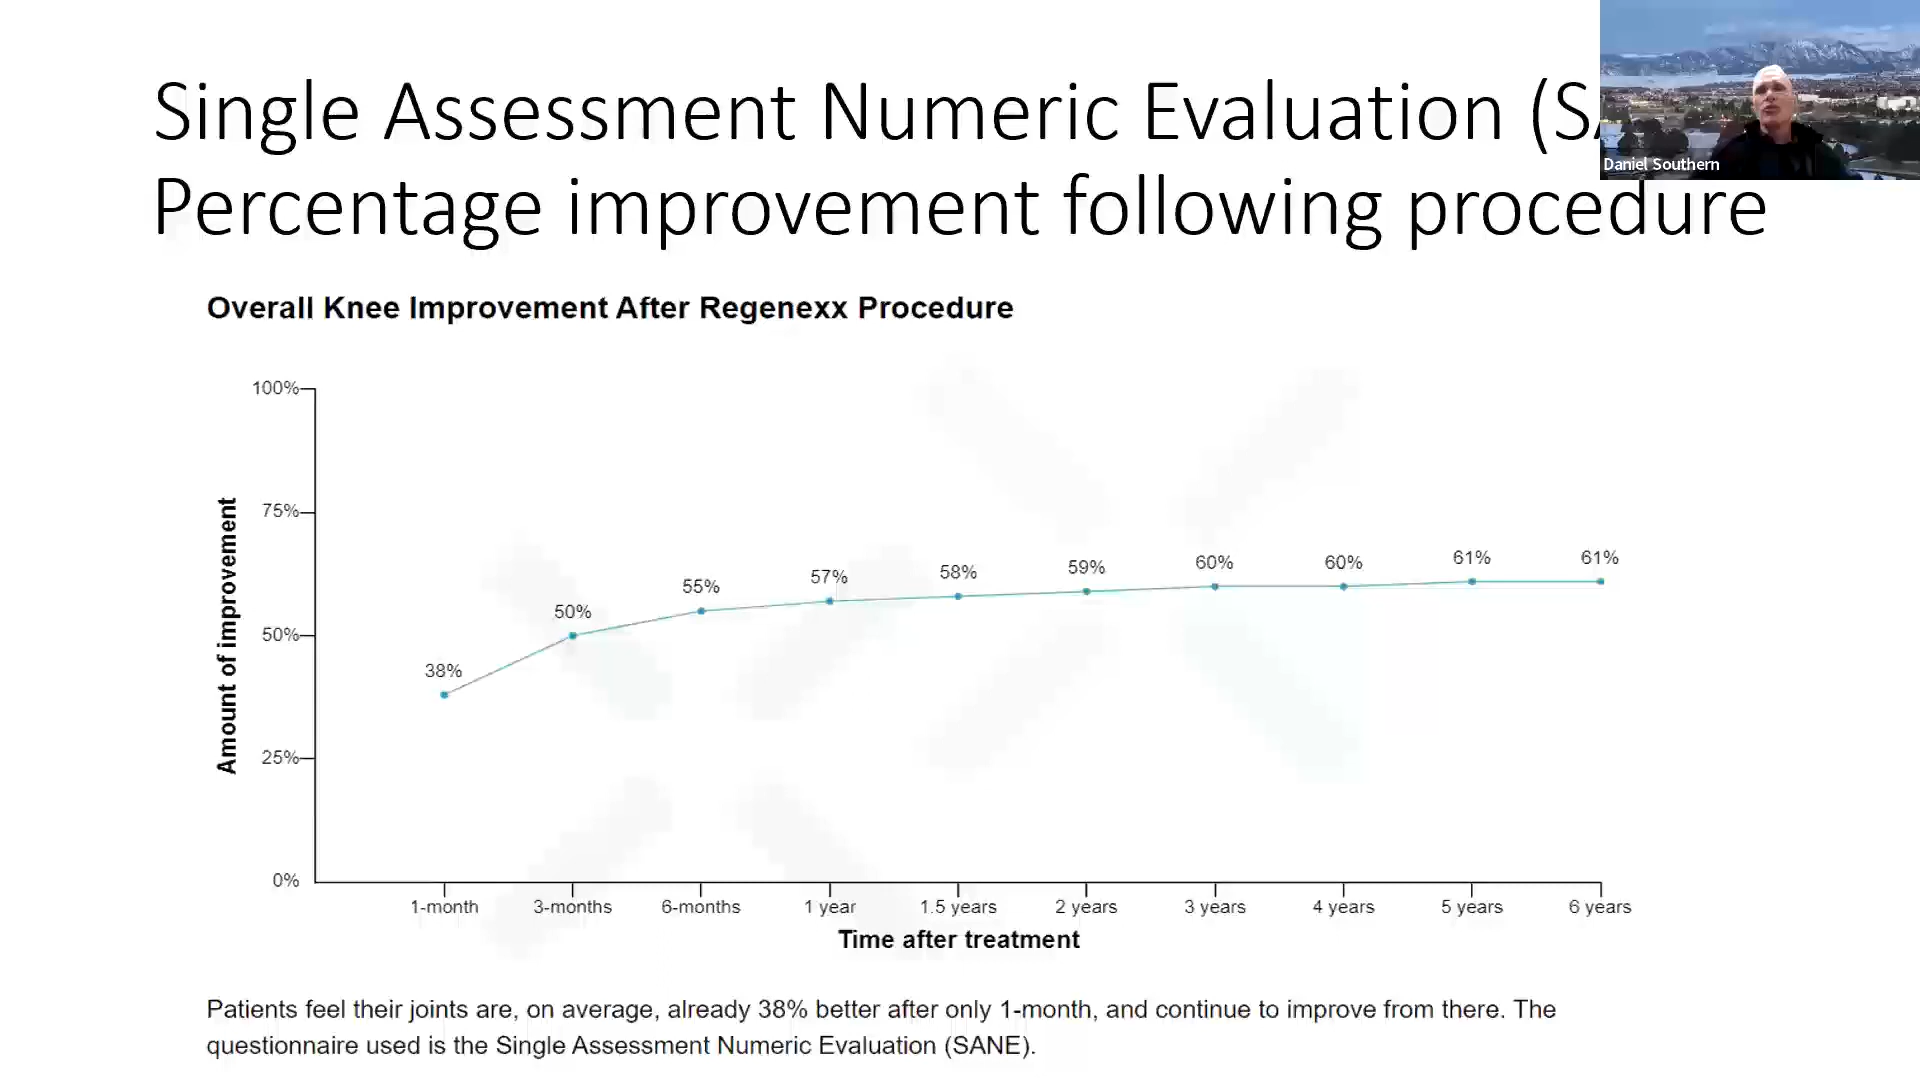 Single Assessment Numeric Evaluation
Percentage improvement following procedure
Daniel Southern
Overall Knee Improvement After Regenexx Procedure
Amount of improvement
100%
75%
50%
25%
0%
38%
50%
55%
57%
58%
59%
60%
60%
61%
61%
1-month
3-months
6-months
1 year
1.5 years
2 years
3 years
4 years
5 years
6 years
Time after treatment
Patients feel their joints are, on average, already 38% better after only 1-month, and continue to improve from there. The
questionnaire used is the Single Assessment Numeric Evaluation (SANE).